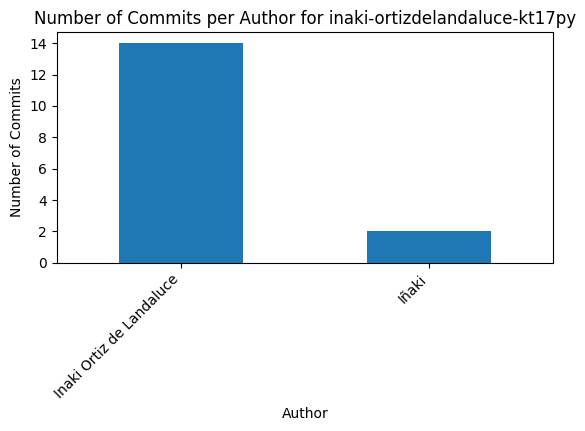 Number of Commits per Author for inaki-ortizdelandaluce-kt17py
14
12
10
8
6
4
2
0
Number of Commits
Inaki Ortiz de Landaluce
Iñaki
Author